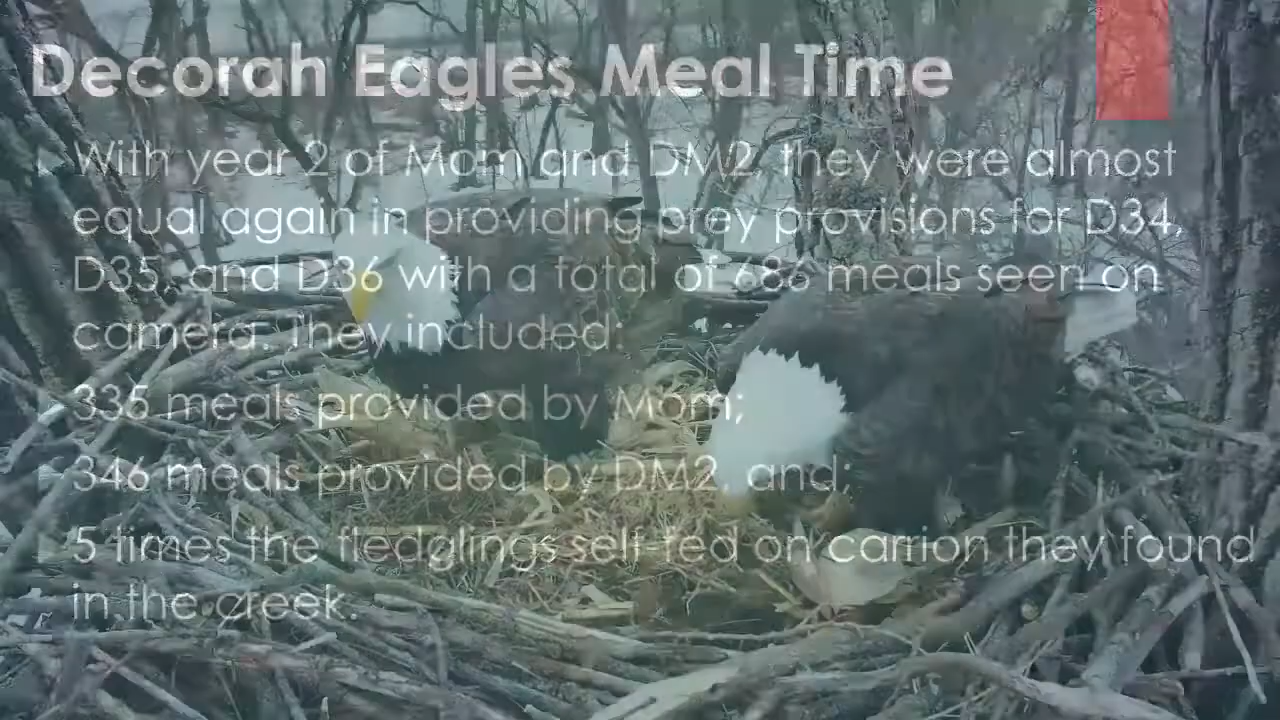 Decorah Eagles Meal Time
With year 2 of Mom and DM2, they were almost
equal again in providing prey provisions for D34,
D35, and D36 with a total of 686 meals seen on
camera. They included:
335 meals provided by Mom;
346 meals provided by DM2, and;
5 times the fledglings self fed on carrion they found
in the creek.